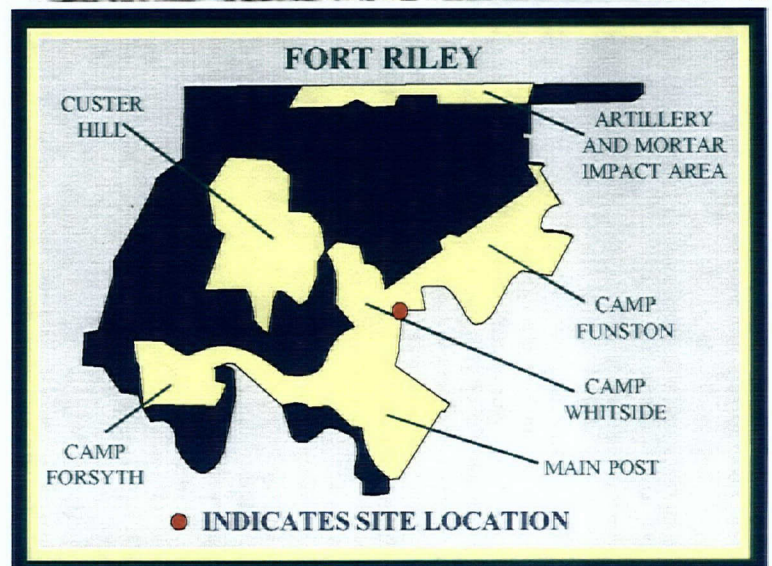 FORT RILEY
CUSTER
HILL
ARTILLERY
AND MORTAR
IMPACT AREA
CAMP
FUNSTON
CAMP
WHITSIDE
CAMP
FORSYTH
MAIN POST
INDICATES SITE LOCATION